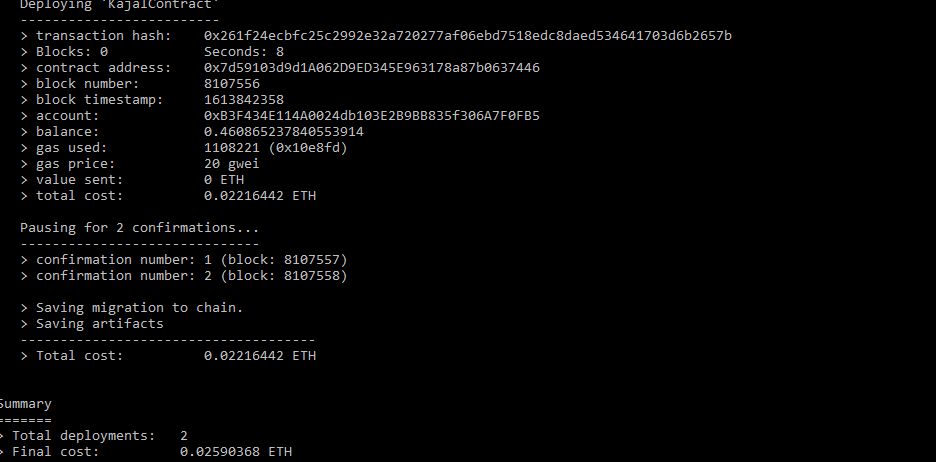 Deploying 'KajalContract'
-------------------------
> transaction hash:    0x261f24ecbfc25c2992e32a720277af06ebd7518edc8daed534641703d6b2657b
> Blocks: 0            Seconds: 8
> contract address:    0x7d59103d9d1A062D9ED345E963178a87b0637446
> block number:        8107556
> block timestamp:     1613842358
> account:             0xB3F434E114A0024db103E2B9BB835f306A7F0FB5
> balance:             0.460865237840553914
> gas used:            1108221 (0x10e8fd)
> gas price:           20 gwei
> value sent:          0 ETH
> total cost:          0.02216442 ETH
Pausing for 2 confirmations...
------------------------------
> confirmation number: 1 (block: 8107557)
> confirmation number: 2 (block: 8107558)
> Saving migration to chain.
> Saving artifacts
-------------------------------------
> Total cost:          0.02216442 ETH
Summary
=======
> Total deployments:   2
> Final cost:          0.02590368 ETH